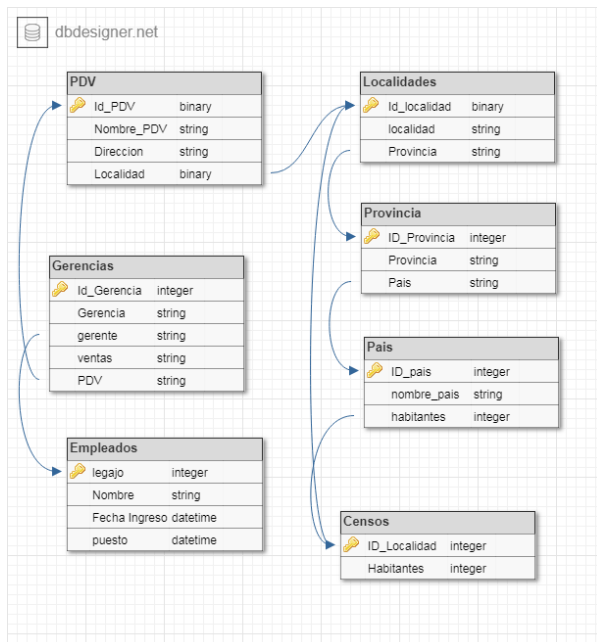 dbdesigner.net
PDV
Id_PDV binary
Nombre_PDV string
Direccion string
Localidad binary
Gerencias
Id_Gerencia integer
Gerencia string
gerente string
ventas string
PDV string
Empleados
legajo integer
Nombre string
Fecha Ingreso datetime
puesto datetime
Localidades
Id_localidad binary
localidad string
Provincia string
Provincia
ID_Provincia integer
Provincia string
Pais string
Pais
ID_pais integer
nombre_pais string
habitantes integer
Censos
ID_Localidad integer
Habitantes integer